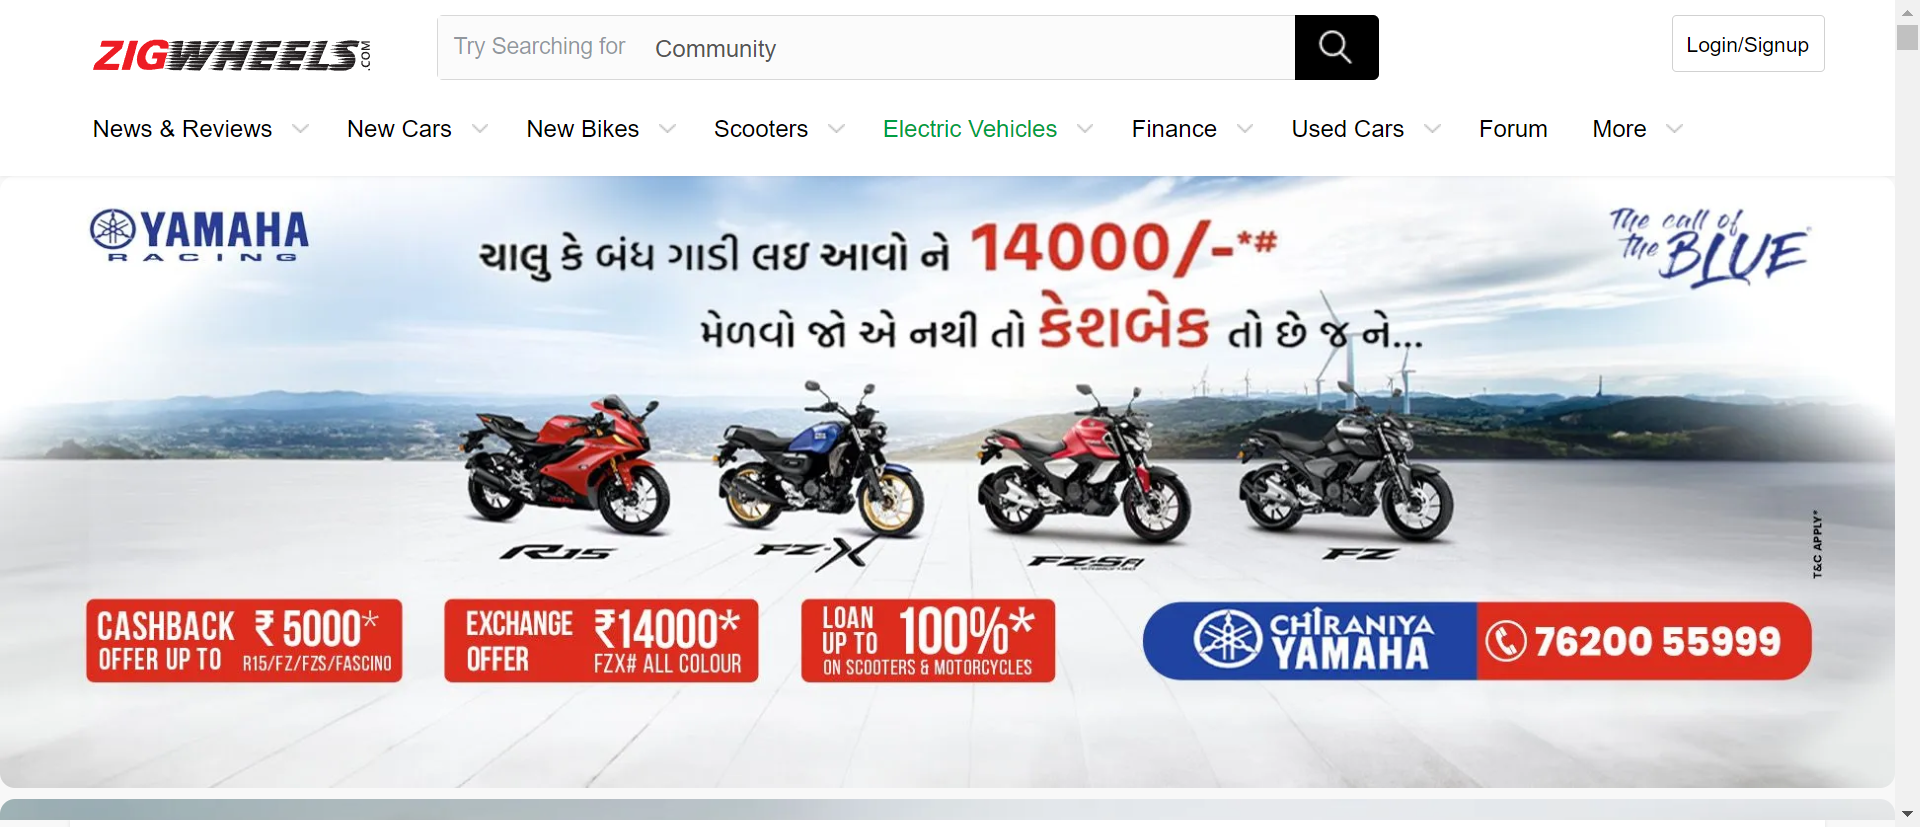 ZIGWHEELS.COM
Try Searching for Community
Login/Signup
News & Reviews New Cars New Bikes Scooters Electric Vehicles Finance Used Cars Forum More
YAMAHA
RACING
ચાલુ કે બંધ ગાડી લઇ આવો ને 14000/-*#
મેળવો જો એ નથી તો કેશબેક તો છે જ ને...
The call of
the BLUE
R15 FZ-X FZ-S FI FZ
T&C APPLY*
CASHBACK ₹ 5000*
OFFER UP TO R15/FZ/FZS/FASCINO
EXCHANGE ₹14000*
OFFER FZX# ALL COLOUR
LOAN
UP TO 100%*
ON SCOOTERS & MOTORCYCLES
CHIRANIYA
YAMAHA
76200 55999